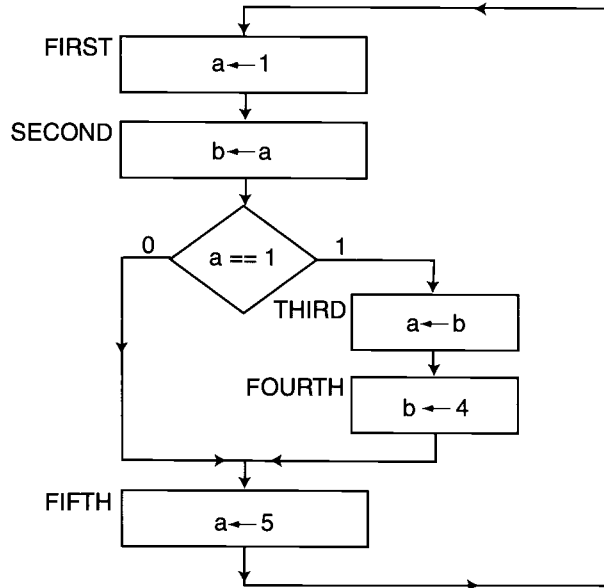 FIRST
a←1
SECOND
b←a
0
a == 1
1
THIRD
a←b
FOURTH
b←4
FIFTH
a←5